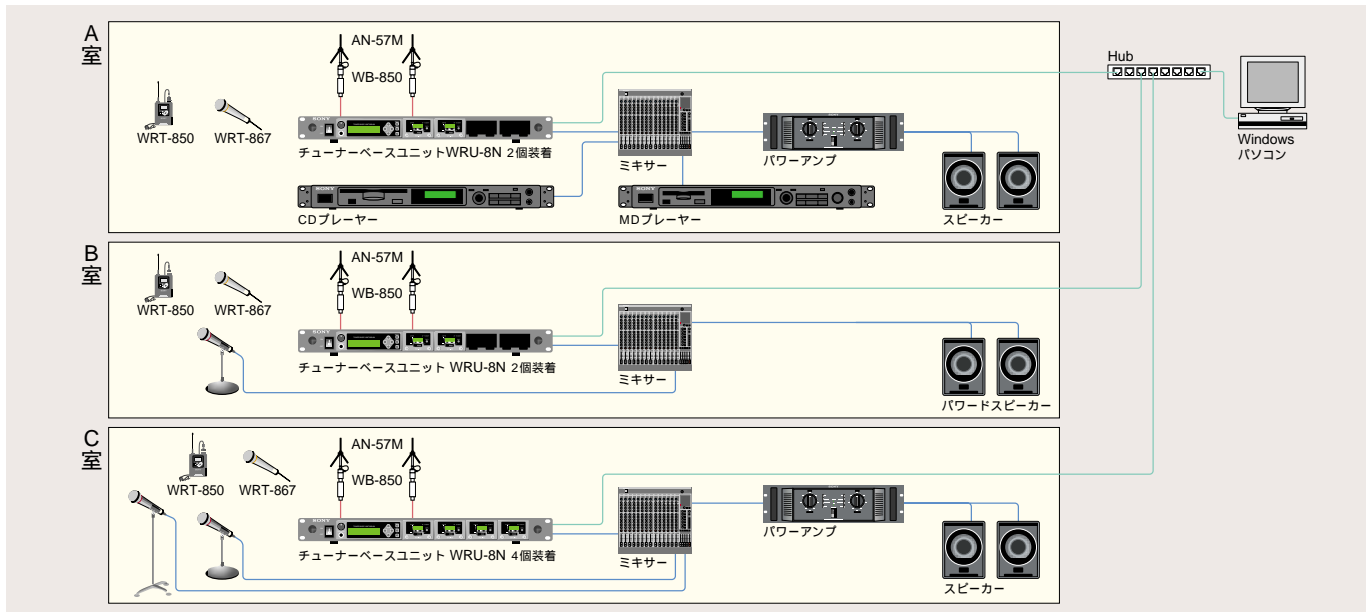 A
室
AN-57M
WB-850
WRT-850
WRT-867
SONY
チューナーベースユニットWRU-8N 2個装着
ミキサー
SONY
パワーアンプ
SONY
CDプレーヤー
SONY
MDプレーヤー
スピーカー
Hub
Windows
パソコン
B
室
AN-57M
WB-850
WRT-850
WRT-867
SONY
チューナーベースユニット WRU-8N 2個装着
ミキサー
パワードスピーカー
C
室
AN-57M
WB-850
WRT-850
WRT-867
SONY
チューナーベースユニット WRU-8N 4個装着
ミキサー
SONY
パワーアンプ
スピーカー